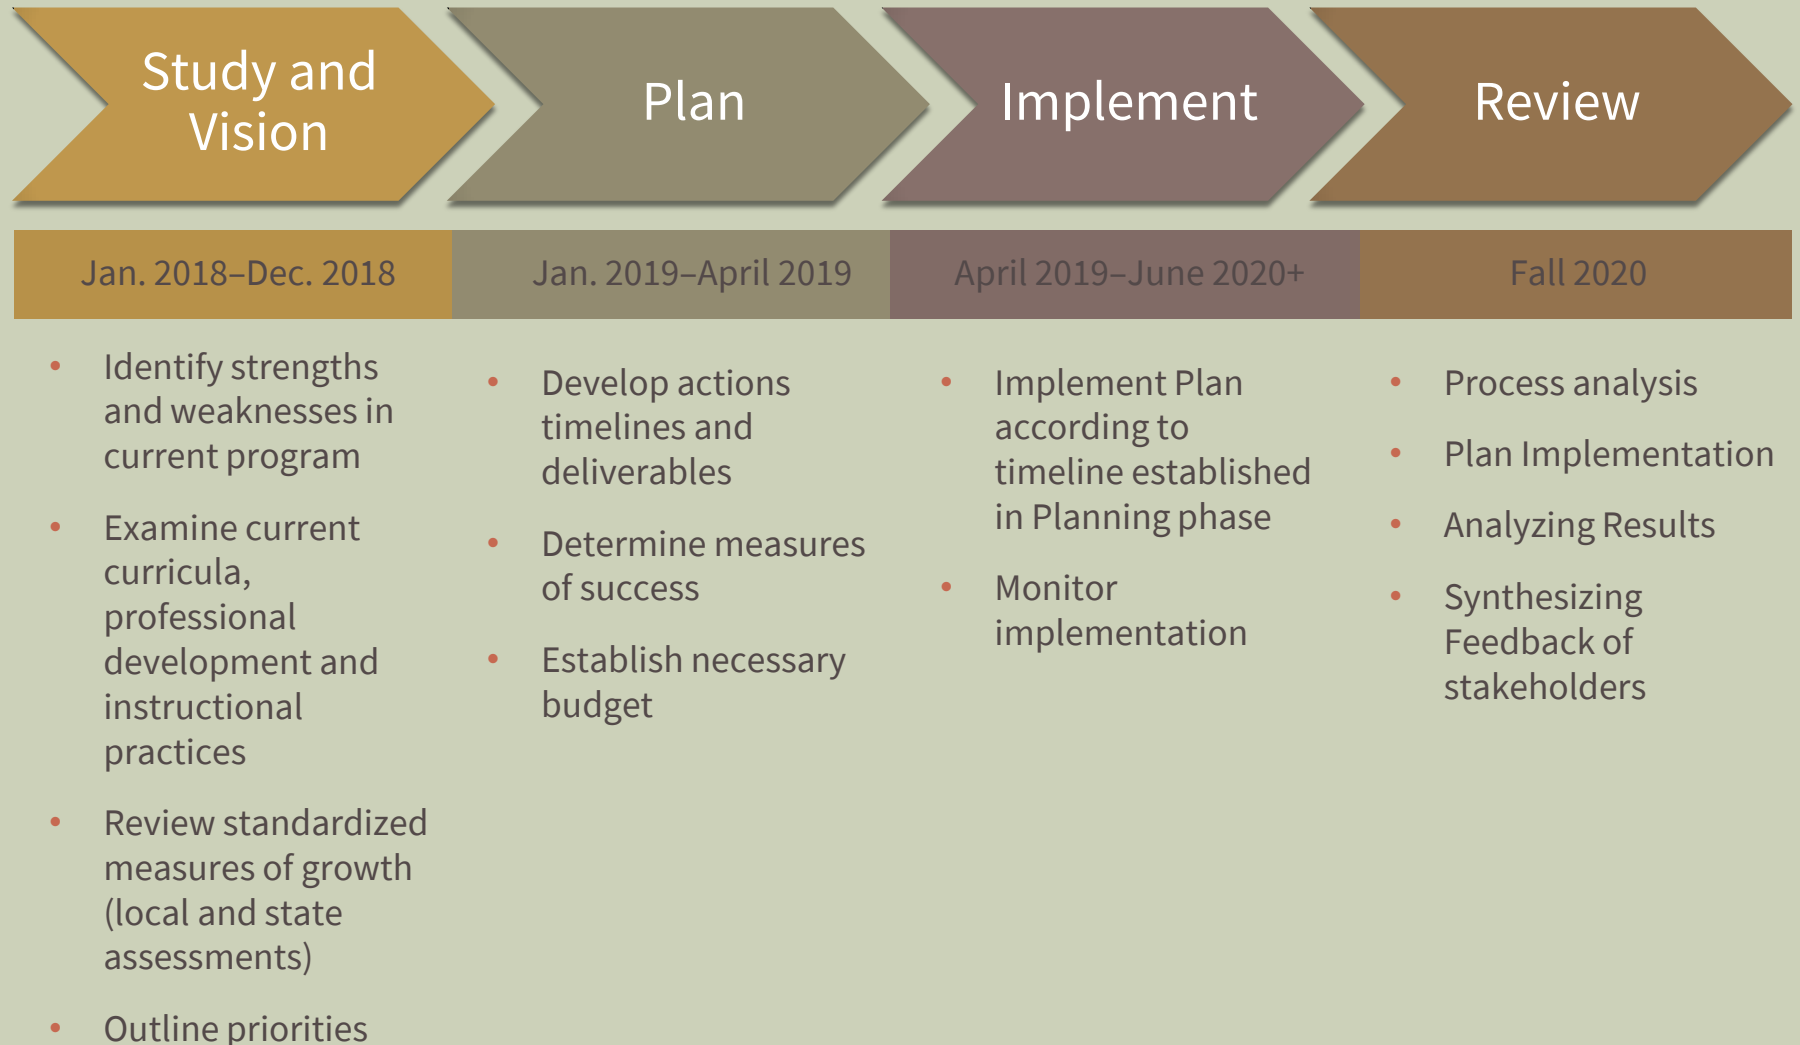 Study and
Vision
Plan
Implement
Review
Jan. 2018–Dec. 2018
Jan. 2019–April 2019
April 2019–June 2020+
Fall 2020
• Identify strengths
and weaknesses in
current program
• Examine current
curricula,
professional
development and
instructional
practices
• Review standardized
measures of growth
(local and state
assessments)
• Outline priorities
• Develop actions
timelines and
deliverables
• Determine measures
of success
• Establish necessary
budget
• Implement Plan
according to
timeline established
in Planning phase
• Monitor
implementation
• Process analysis
• Plan Implementation
• Analyzing Results
• Synthesizing
Feedback of
stakeholders